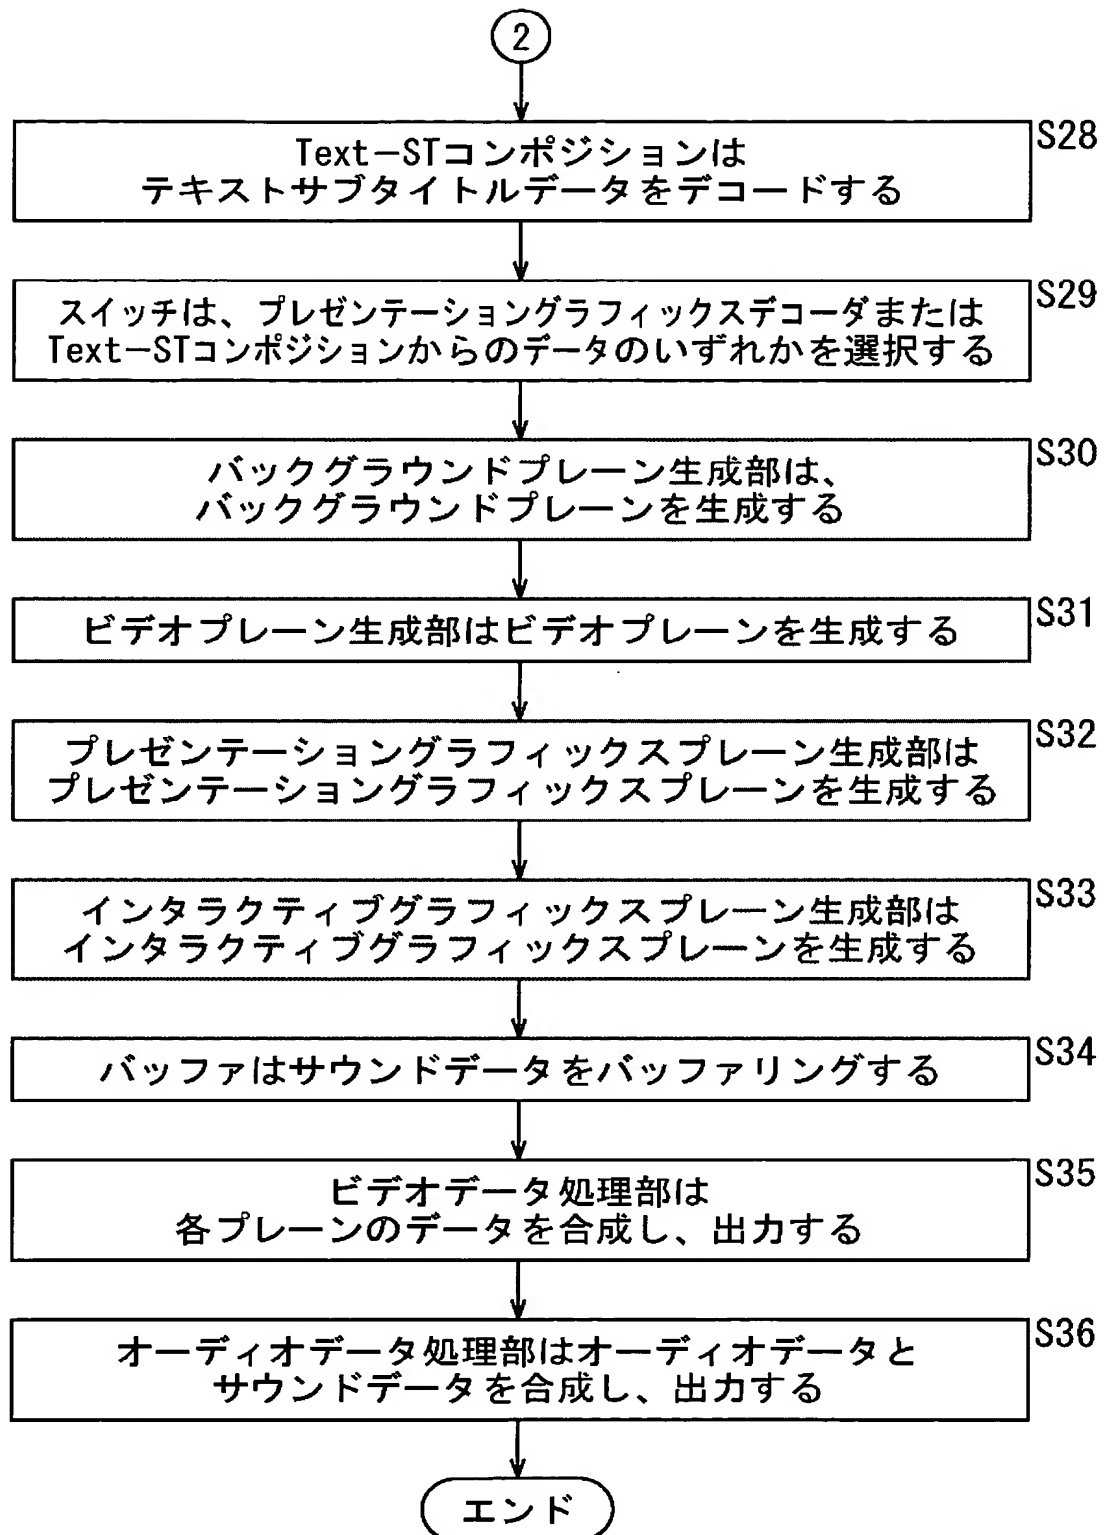 2
S28
Text−STコンポジションは
テキストサブタイトルデータをデコードする
S29
スイッチは、プレゼンテーショングラフィックスデコーダまたは
Text−STコンポジションからのデータのいずれかを選択する
S30
バックグラウンドプレーン生成部は、
バックグラウンドプレーンを生成する
S31
ビデオプレーン生成部はビデオプレーンを生成する
S32
プレゼンテーショングラフィックスプレーン生成部は
プレゼンテーショングラフィックスプレーンを生成する
S33
インタラクティブグラフィックスプレーン生成部は
インタラクティブグラフィックスプレーンを生成する
S34
バッファはサウンドデータをバッファリングする
S35
ビデオデータ処理部は
各プレーンのデータを合成し、出力する
S36
オーディオデータ処理部はオーディオデータと
サウンドデータを合成し、出力する
エンド